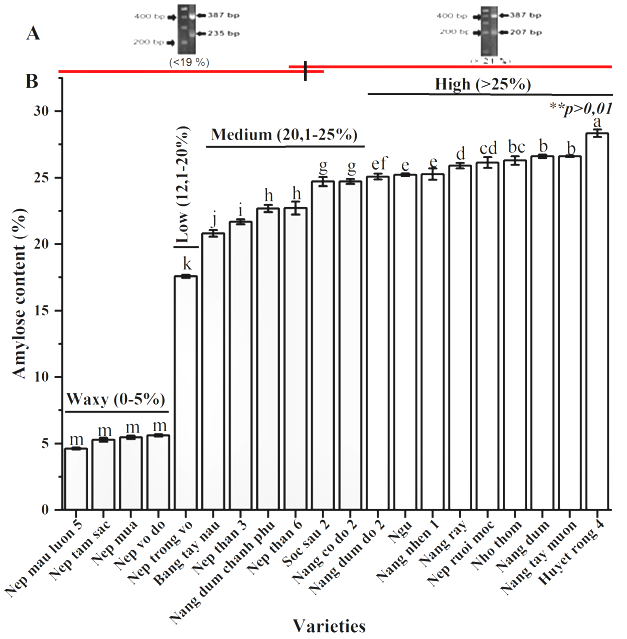 A
400 bp
387 bp
200 bp
235 bp
(<19 %)
400 bp
387 bp
200 bp
207 bp
B
High (>25%)
**p>0,01
Medium (20,1-25%)
Low (12,1-20%)
Waxy (0-5%)
m m m m k j i h h g g ef e e d cd bc b b a
30
25
20
15
10
5
0
Amylose content (%)
Nep mau luon 5
Nep tam sac
Nep mua
Nep vo do
Nep trong vo
Bang tay nau
Nep than 3
Nang dum chanh phu
Nep than 6
Soc sau 2
Nang co do 2
Nang dum do 2
Ngu
Nang nhen 1
Nang ray
Nep ruoi moc
Nho thom
Nang dum
Nang tay muon
Huyet rong 4
Varieties